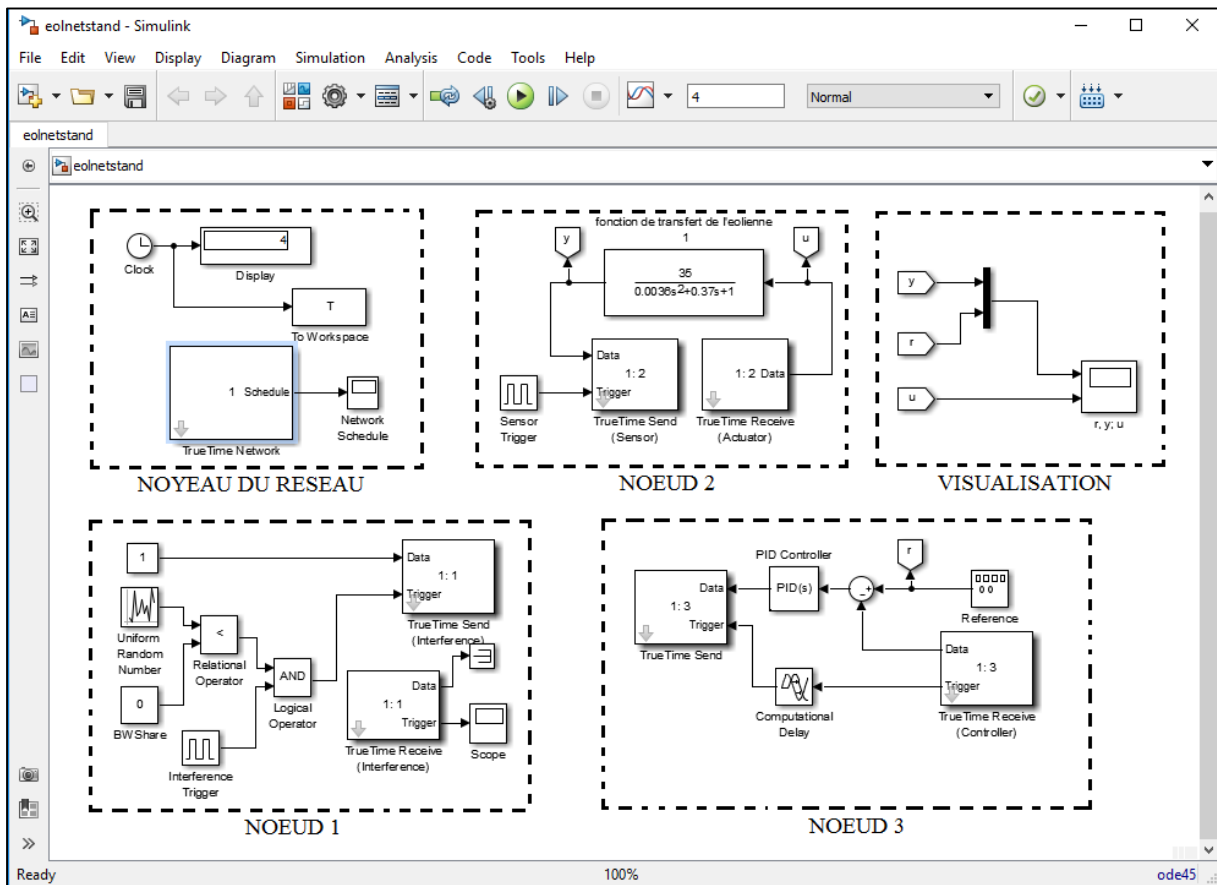 eolnetstand - Simulink
File Edit View Display Diagram Simulation Analysis Code Tools Help
4 Normal
eolnetstand
eolnetstand
Clock
4
Display
T
To Workspace
1 Schedule
Network
Schedule
TrueTime Network
NOYEAU DU RESEAU
fonction de transfert de l'eolienne
1
y
u
35
0.0036s²+0.37s+1
Data
1: 2
Trigger
1: 2 Data
Sensor
Trigger
TrueTime Send
(Sensor)
TrueTime Receive
(Actuator)
NOEUD 2
y
r
u
r, y; u
VISUALISATION
1
Data
1: 1
Trigger
TrueTime Send
(Interference)
Uniform
Random
Number
<
Relational
Operator
AND
Logical
Operator
0
BWShare
Interference
Trigger
Data
1: 1
Trigger
TrueTime Receive
(Interference)
Scope
NOEUD 1
PID Controller
r
Data
1: 3
Trigger
TrueTime Send
PID(s)
-+
Reference
Data
1: 3
Trigger
TrueTime Receive
(Controller)
Computational
Delay
NOEUD 3
Ready 100% ode45